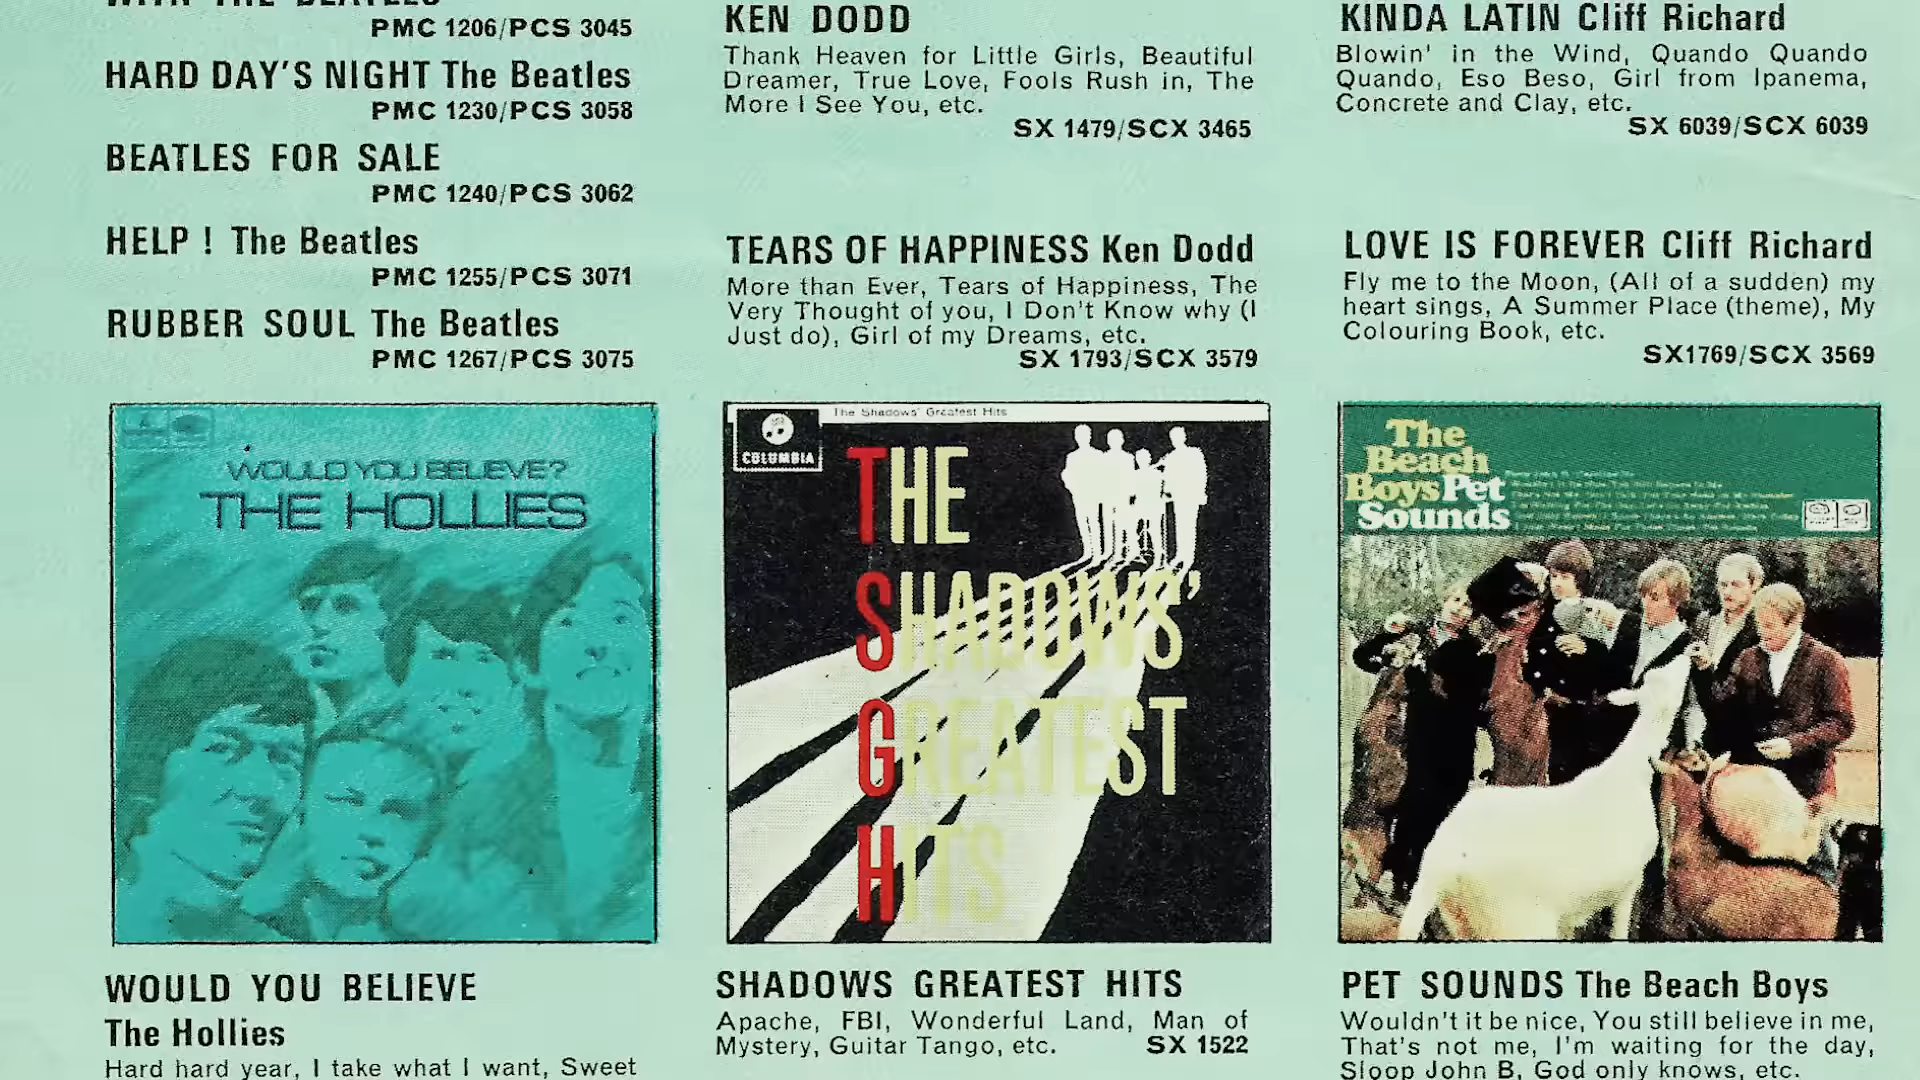 WITH THE BEATLES
PMC 1206/PCS 3045
HARD DAY'S NIGHT The Beatles
PMC 1230/PCS 3058
BEATLES FOR SALE
PMC 1240/PCS 3062
HELP ! The Beatles
PMC 1255/PCS 3071
RUBBER SOUL The Beatles
PMC 1267/PCS 3075
WOULD YOU BELIEVE?
THE HOLLIES
WOULD YOU BELIEVE
The Hollies
Hard hard year, I take what I want, Sweet
KEN DODD
Thank Heaven for Little Girls, Beautiful
Dreamer, True Love, Fools Rush in, The
More I See You, etc.
SX 1479/SCX 3465
TEARS OF HAPPINESS Ken Dodd
More than Ever, Tears of Happiness, The
Very Thought of you, I Don't Know why (I
Just do), Girl of my Dreams, etc.
SX 1793/SCX 3579
The Shadows' Greatest Hits
COLUMBIA
THE
SHADOWS'
GREATEST
HITS
SHADOWS GREATEST HITS
Apache, FBI, Wonderful Land, Man of
Mystery, Guitar Tango, etc. SX 1522
KINDA LATIN Cliff Richard
Blowin' in the Wind, Quando Quando
Quando, Eso Beso, Girl from Ipanema,
Concrete and Clay, etc.
SX 6039/SCX 6039
LOVE IS FOREVER Cliff Richard
Fly me to the Moon, (All of a sudden) my
heart sings, A Summer Place (theme), My
Colouring Book, etc.
SX1769/SCX 3569
The
Beach
Boys Pet
Sounds
PET SOUNDS The Beach Boys
Wouldn't it be nice, You still believe in me,
That's not me, I'm waiting for the day,
Sloop John B, God only knows, etc.